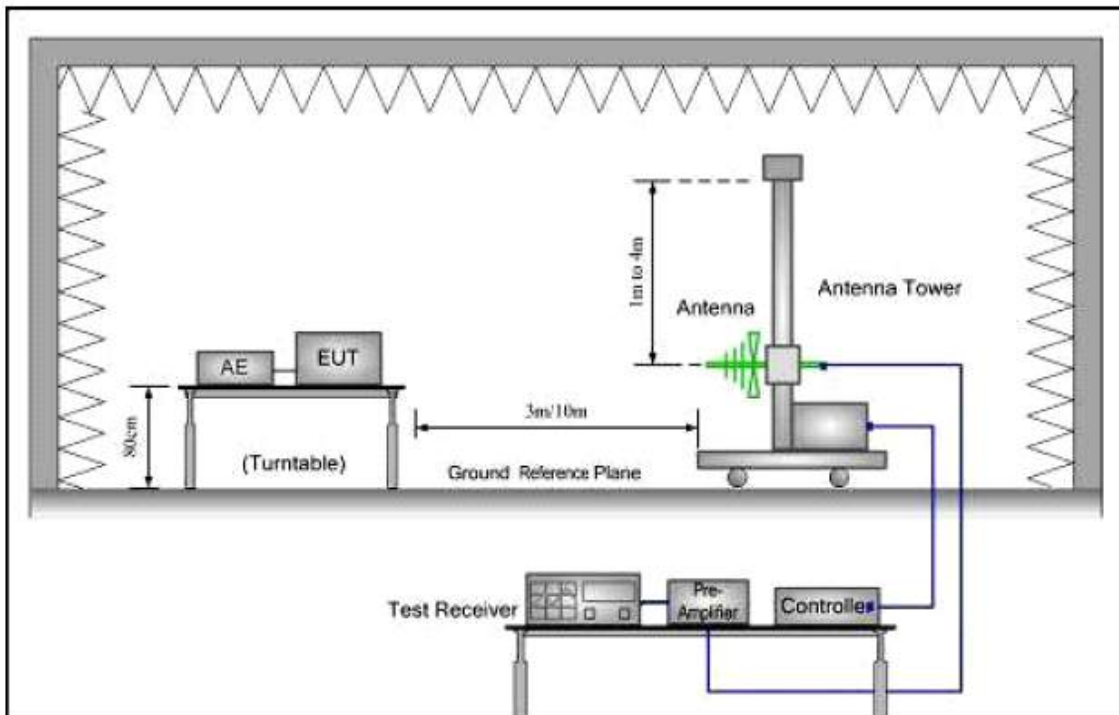 1m to 4m
Antenna
Antenna Tower
AE
EUT
80cm
3m/10m
(Turntable)
Ground Reference Plane
Test Receiver
Pre-
Amplifier
Controller